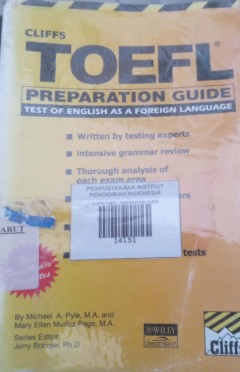 CLIFFS
TOEFL
PREPARATION GUIDE
TEST OF ENGLISH AS A FOREIGN LANGUAGE
Written by testing experts
Intensive grammar review
Thorough analysis of
each exam area
PERPUSTAKAAN INSTITUT
PENDIDIKAN INDONESIA
14151
ARUT
tests
By Michael A. Pyle, M.A. and
Mary Ellen Muñoz Page, M.A.
Series Editor:
Jerry Bobrow, Ph.D
WILEY
Cliffs